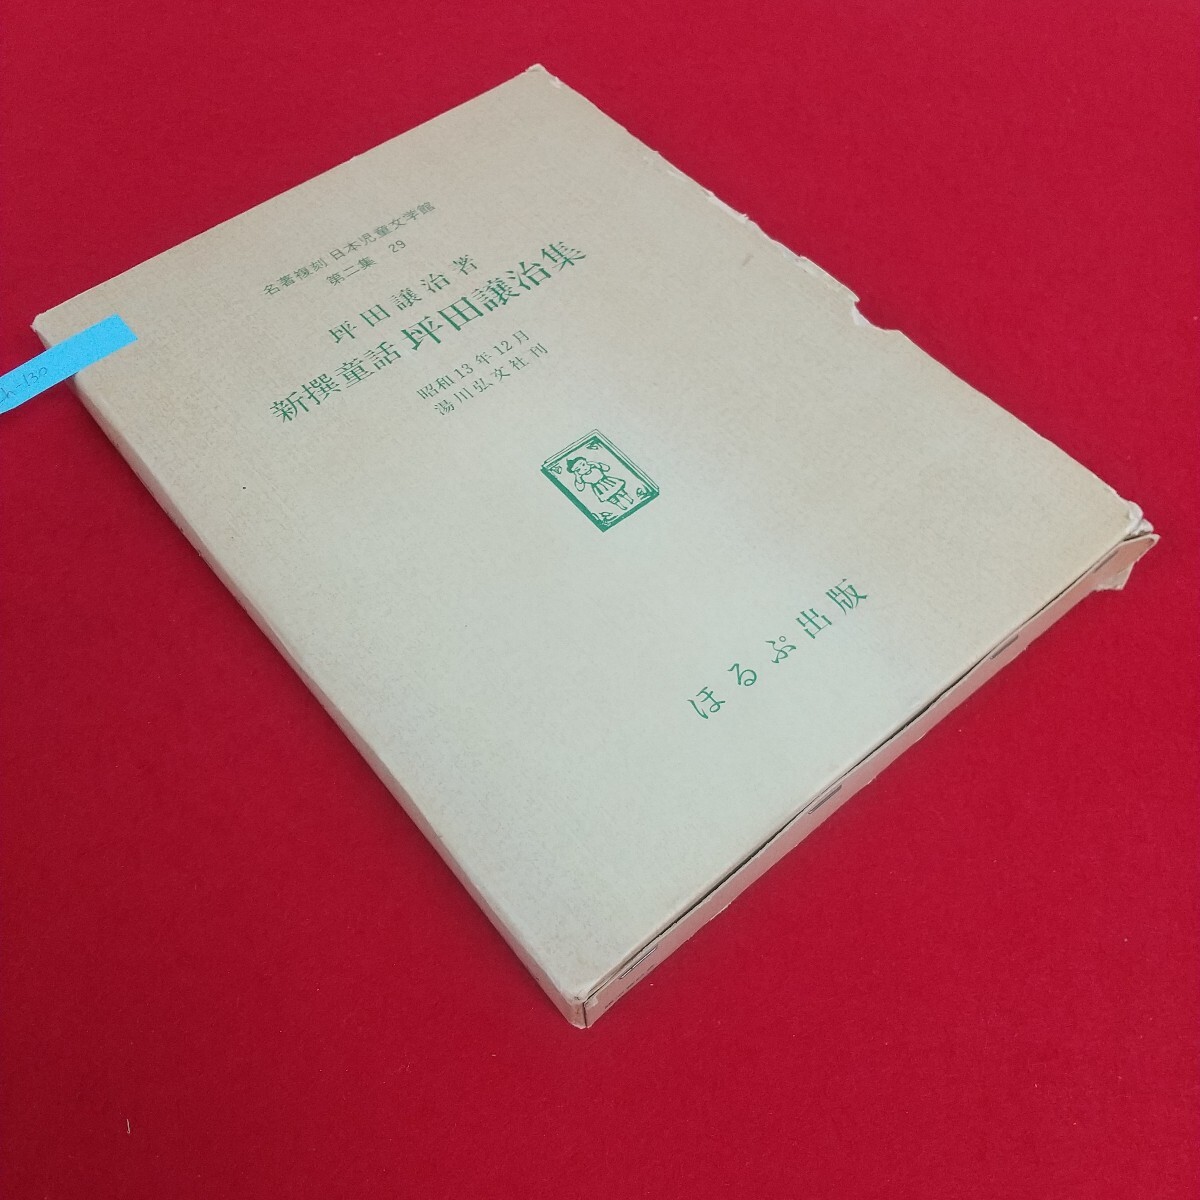 名著複刻 日本児童文学館
第二集 29
坪田譲治著
新撰童話 坪田譲治集
昭和13年12月
湯川弘文社刊
ほるぷ出版
h-130